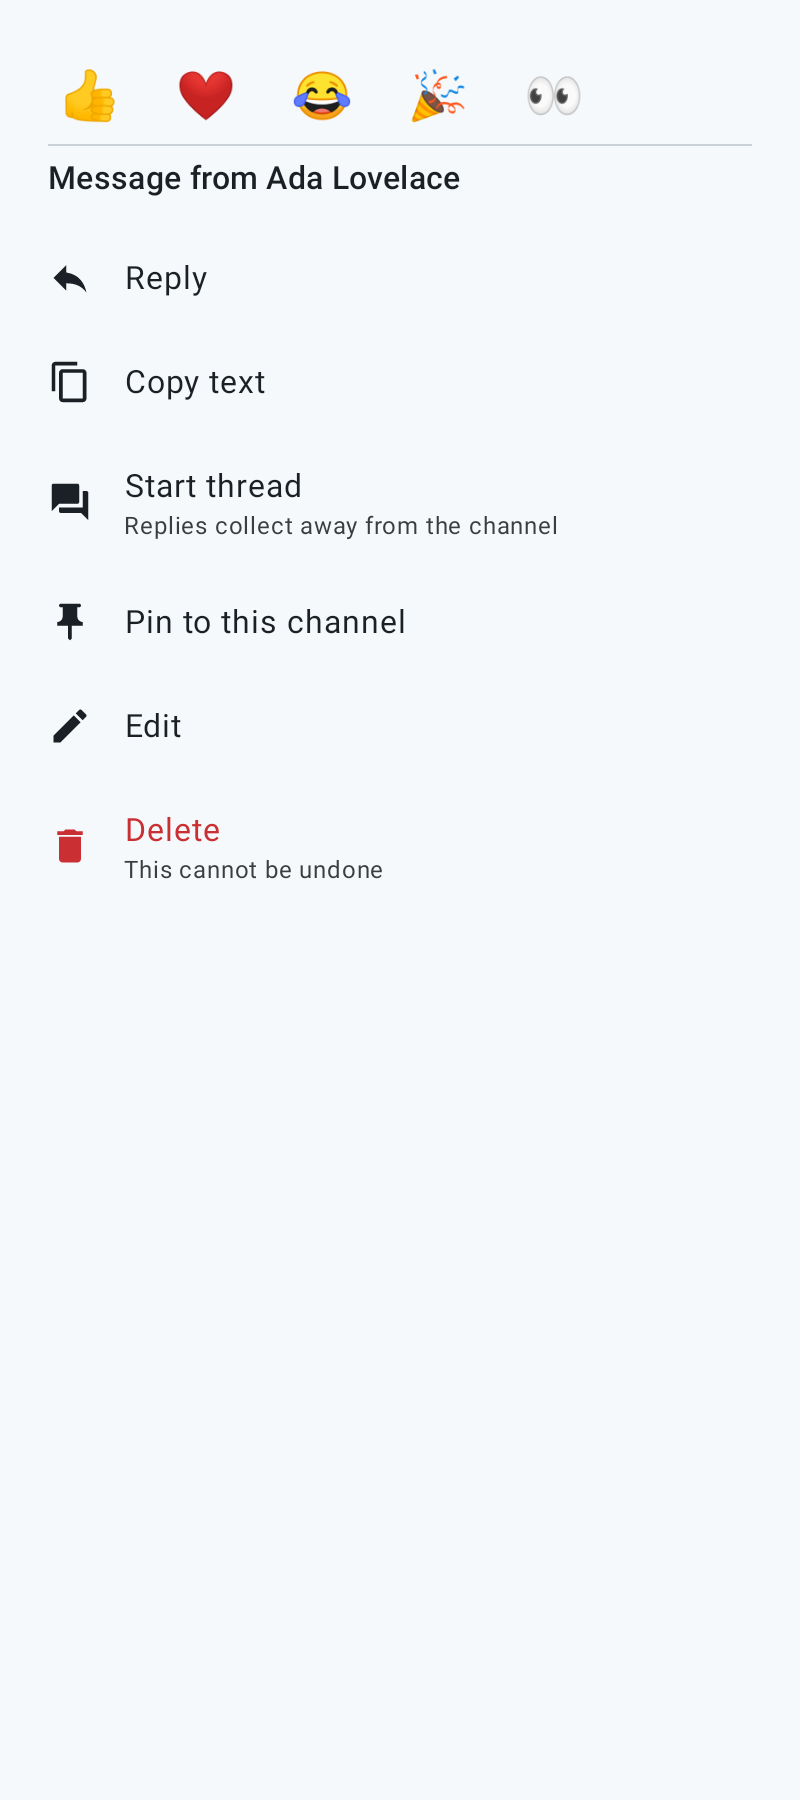 Message from Ada Lovelace
Reply
Copy text
Start thread
Replies collect away from the channel
Pin to this channel
Edit
Delete
This cannot be undone